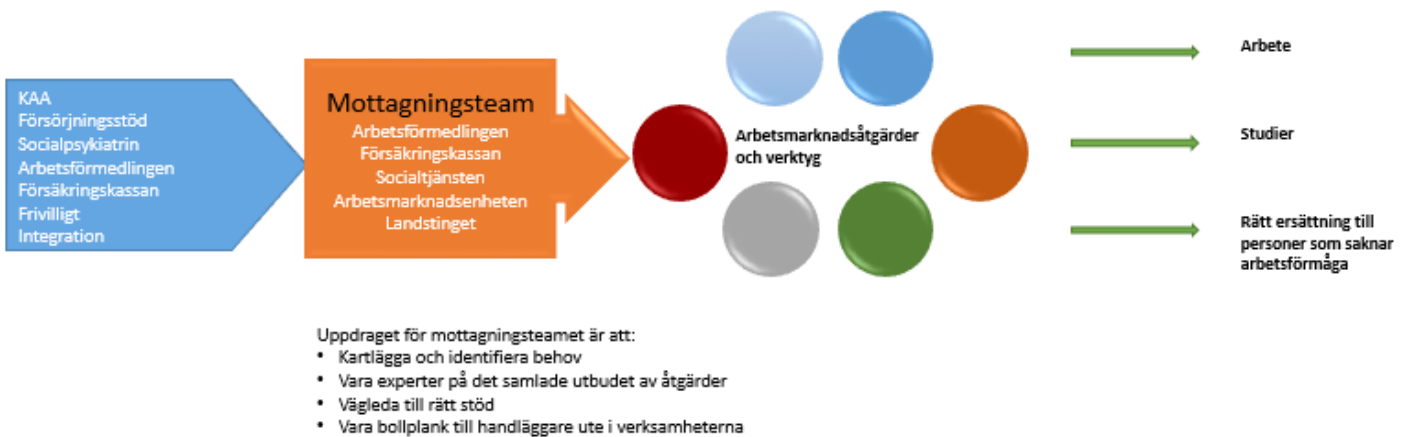 KAA
Försörjningsstöd
Socialpsykiatrin
Arbetsförmedlingen
Försäkringskassan
Frivilligt
Integration
Mottagningsteam
Arbetsförmedlingen
Försäkringskassan
Socialtjänsten
Arbetsmarknadsenheten
Landstinget
Arbetsmarknadsåtgärder
och verktyg
Arbete
Studier
Rätt ersättning till
personer som saknar
arbetsförmåga
Uppdraget för mottagningsteamet är att:
• Kartlägga och identifiera behov
• Vara experter på det samlade utbudet av åtgärder
• Vägleda till rätt stöd
• Vara bollplank till handläggare ute i verksamheterna